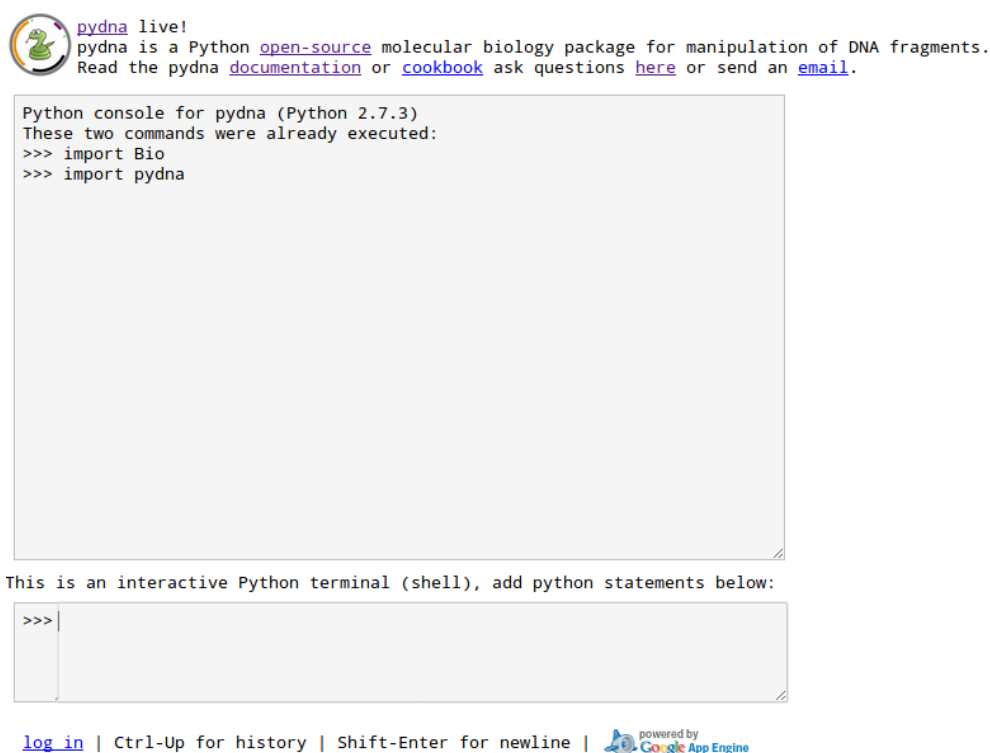 pydna live!
pydna is a Python open-source molecular biology package for manipulation of DNA fragments.
Read the pydna documentation or cookbook ask questions here or send an email.
Python console for pydna (Python 2.7.3)
These two commands were already executed:
>>> import Bio
>>> import pydna
This is an interactive Python terminal (shell), add python statements below:
>>>
log in | Ctrl-Up for history | Shift-Enter for newline | powered by Google App Engine